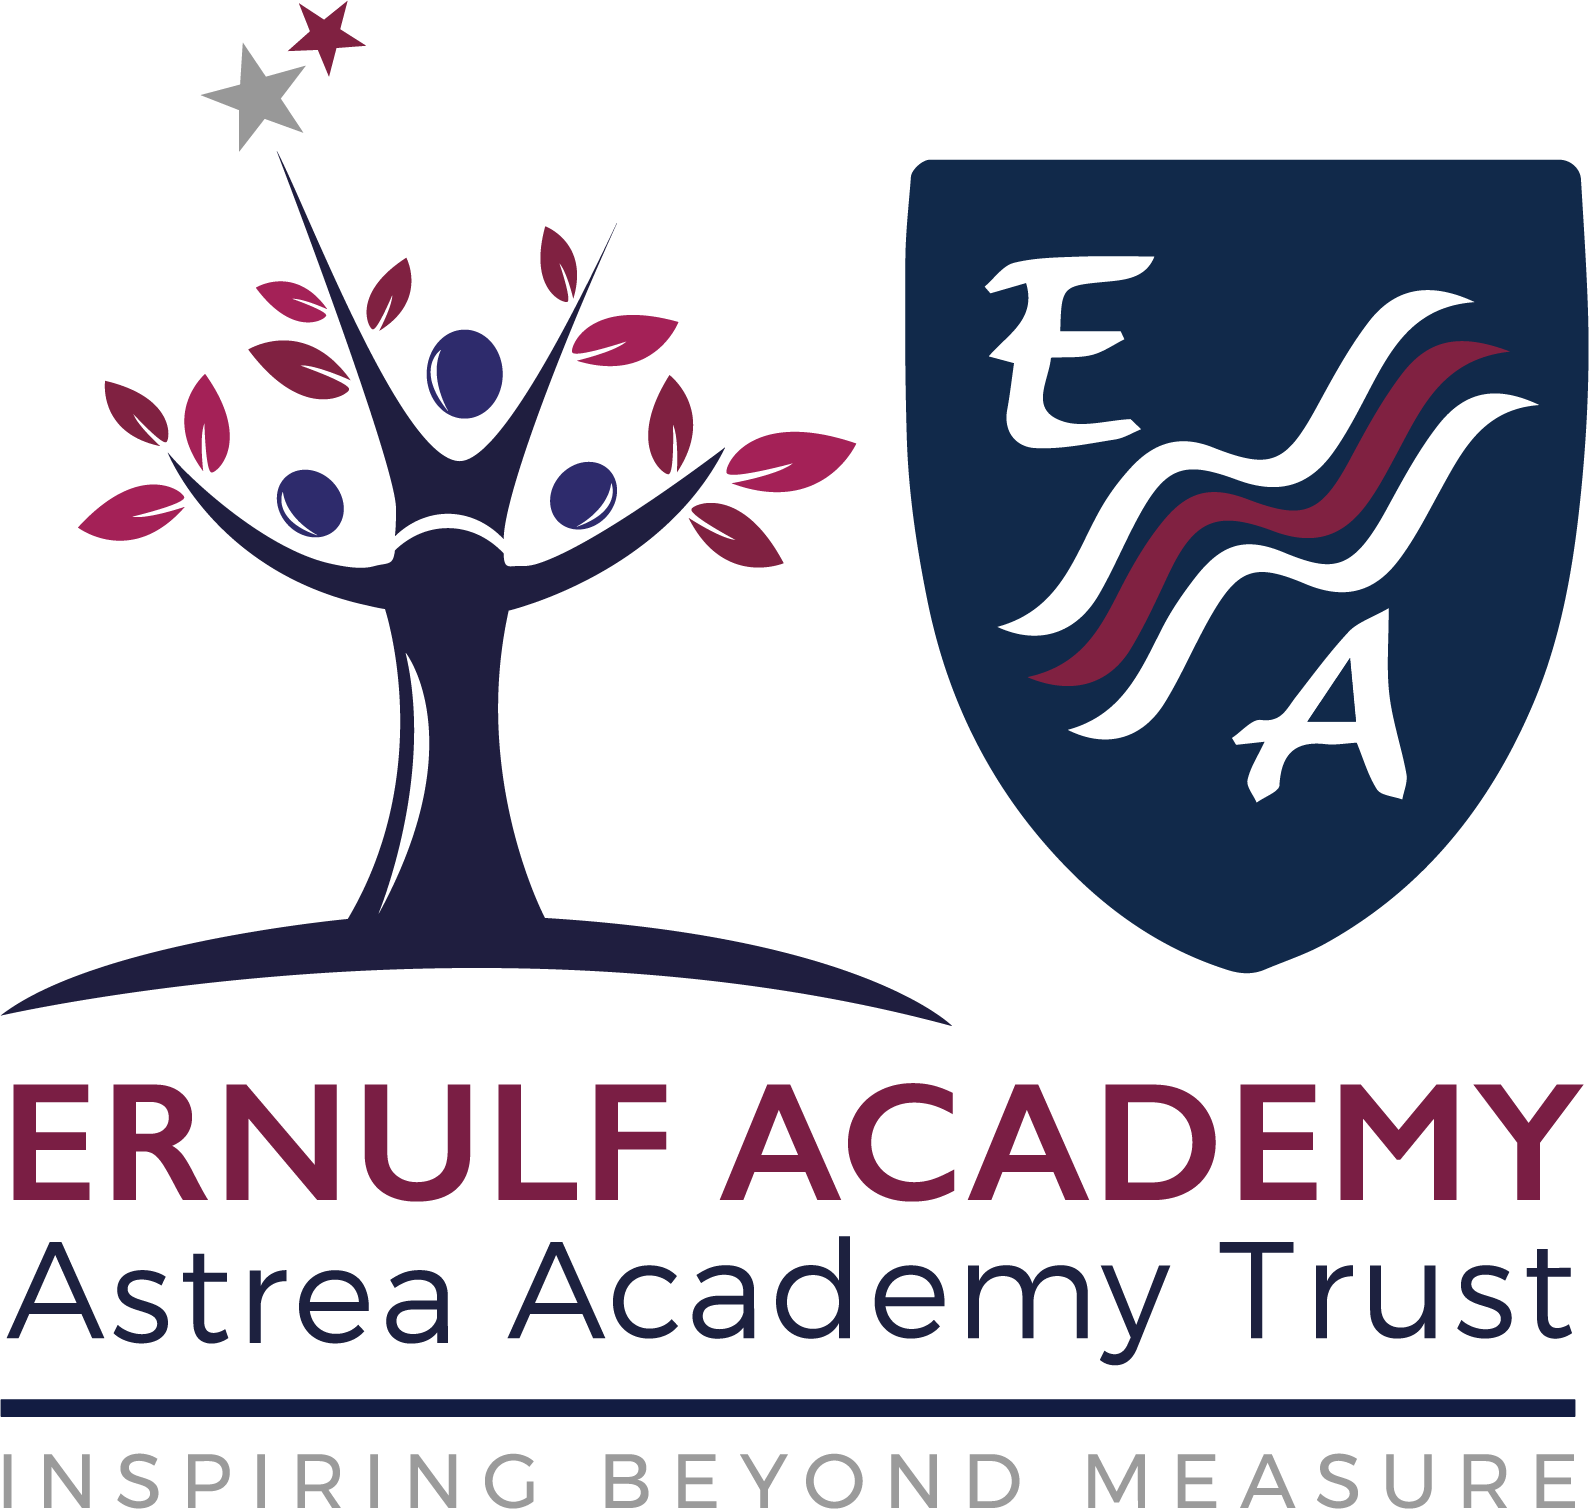 E
A
ERNULF ACADEMY
Astrea Academy Trust
INSPIRING BEYOND MEASURE